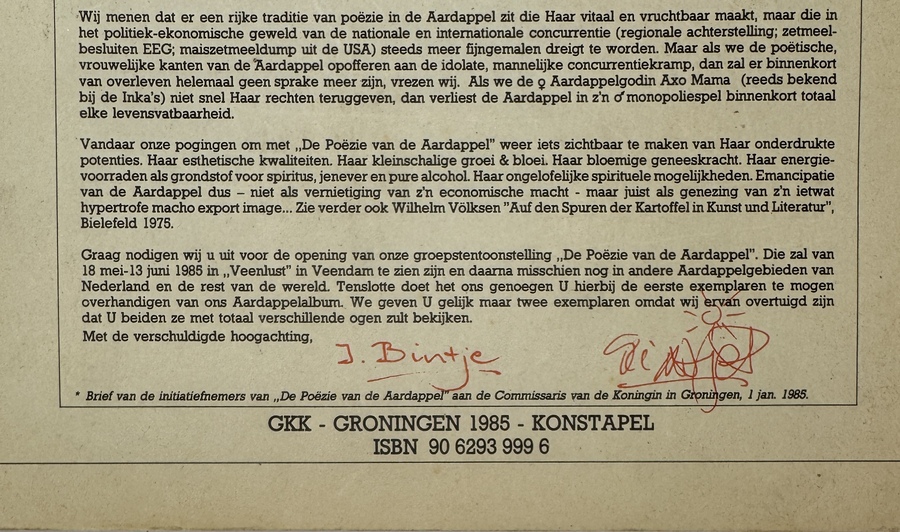 Wij menen dat er een rijke traditie van poëzie in de Aardappel zit die Haar vitaal en vruchtbaar maakt, maar die in
het politiek-ekonomische geweld van de nationale en internationale concurrentie (regionale achterstelling; zetmeel-
besluiten EEG; maiszetmeeldump uit de USA) steeds meer fijngemalen dreigt te worden. Maar als we de poëtische,
vrouwelijke kanten van de Aardappel opofferen aan de idolate, mannelijke concurrentiekramp, dan zal er binnenkort
van overleven helemaal geen sprake meer zijn, vrezen wij. Als we de ♀ Aardappelgodin Axo Mama (reeds bekend
bij de Inka's) niet snel Haar rechten teruggeven, dan verliest de Aardappel in z'n ♂ monopoliespel binnenkort totaal
elke levensvatbaarheid.
Vandaar onze pogingen om met „De Poëzie van de Aardappel" weer iets zichtbaar te maken van Haar onderdrukte
potenties. Haar esthetische kwaliteiten. Haar kleinschalige groei & bloei. Haar bloemige geneeskracht. Haar energie-
voorraden als grondstof voor spiritus, jenever en pure alcohol. Haar ongelofelijke spirituele mogelijkheden. Emancipatie
van de Aardappel dus – niet als vernietiging van z'n economische macht - maar juist als genezing van z'n ietwat
hypertrofe macho export image... Zie verder ook Wilhelm Völksen "Auf den Spuren der Kartoffel in Kunst und Literatur",
Bielefeld 1975.
Graag nodigen wij u uit voor de opening van onze groepstentoonstelling „De Poëzie van de Aardappel". Die zal van
18 mei-13 juni 1985 in „Veenlust" in Veendam te zien zijn en daarna misschien nog in andere Aardappelgebieden van
Nederland en de rest van de wereld. Tenslotte doet het ons genoegen U hierbij de eerste exemplaren te mogen
overhandigen van ons Aardappelalbum. We geven U gelijk maar twee exemplaren omdat wij ervan overtuigd zijn
dat U beiden ze met totaal verschillende ogen zult bekijken.
Met de verschuldigde hoogachting,
J. Bintje
* Brief van de initiatiefnemers van „De Poëzie van de Aardappel" aan de Commissaris van de Koningin in Groningen, 1 jan. 1985.
GKK - GRONINGEN 1985 - KONSTAPEL
ISBN 90 6293 999 6